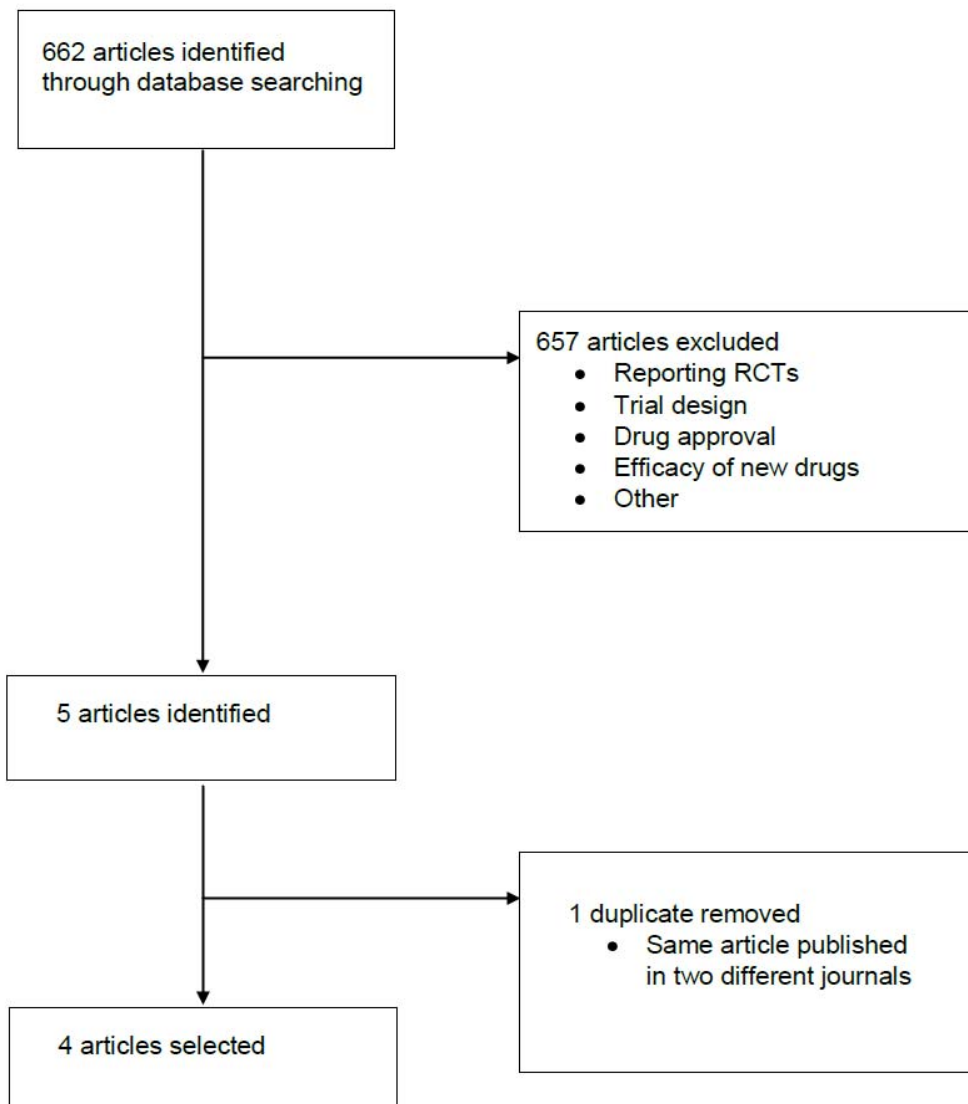 662 articles identified
through database searching
657 articles excluded
• Reporting RCTs
• Trial design
• Drug approval
• Efficacy of new drugs
• Other
5 articles identified
1 duplicate removed
• Same article published
in two different journals
4 articles selected